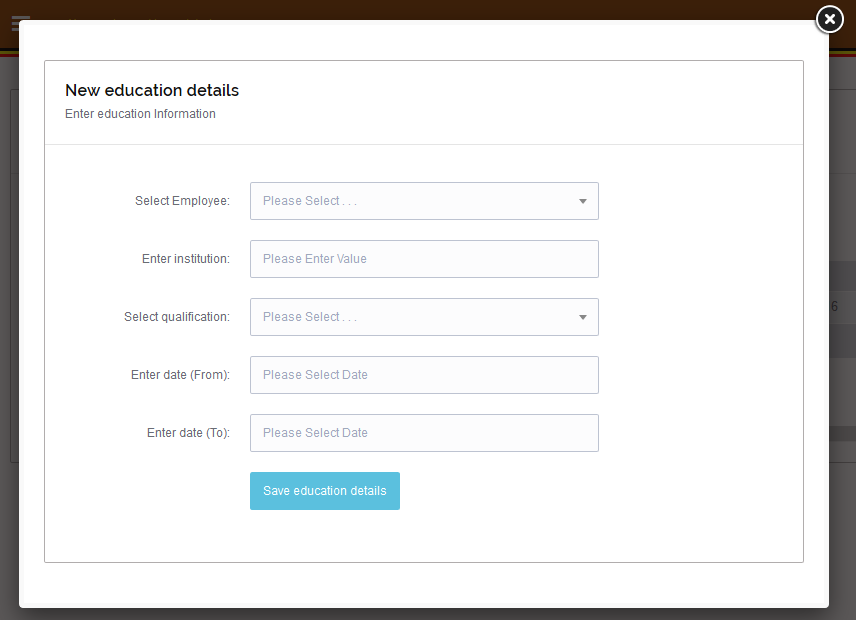 New education details
Enter education Information
Select Employee: Please Select . . .
Enter institution: Please Enter Value
Select qualification: Please Select . . .
6
Enter date (From): Please Select Date
Enter date (To): Please Select Date
Save education details